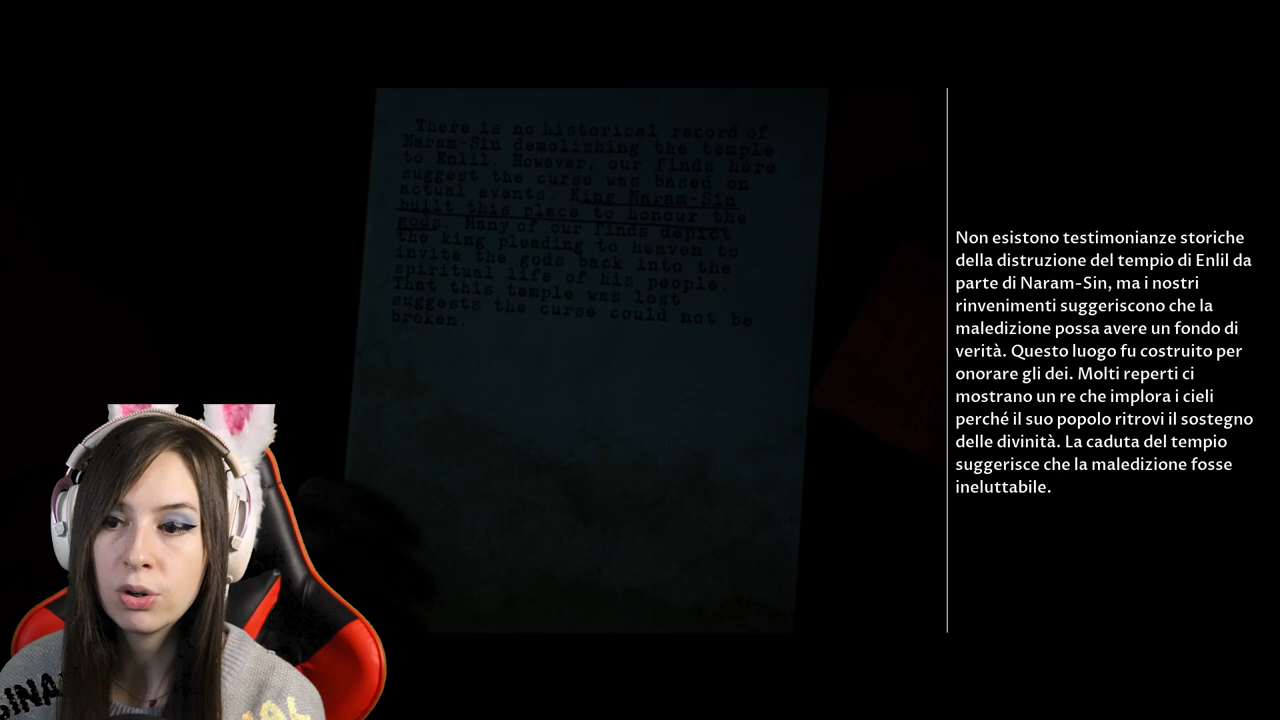 There is no historical record of
Naram-Sin demolishing the temple
to Enlil. However, our finds here
suggest the curse was based on
actual events. King Naram-Sin
built this place to honour the
gods. Many of our finds depict
the king pleading to heaven to
invite the gods back into the
spiritual life of his people.
That this temple was lost
suggests the curse could not be
broken.
Non esistono testimonianze storiche
della distruzione del tempio di Enlil da
parte di Naram-Sin, ma i nostri
rinvenimenti suggeriscono che la
maledizione possa avere un fondo di
verità. Questo luogo fu costruito per
onorare gli dei. Molti reperti ci
mostrano un re che implora i cieli
perché il suo popolo ritrovi il sostegno
delle divinità. La caduta del tempio
suggerisce che la maledizione fosse
ineluttabile.